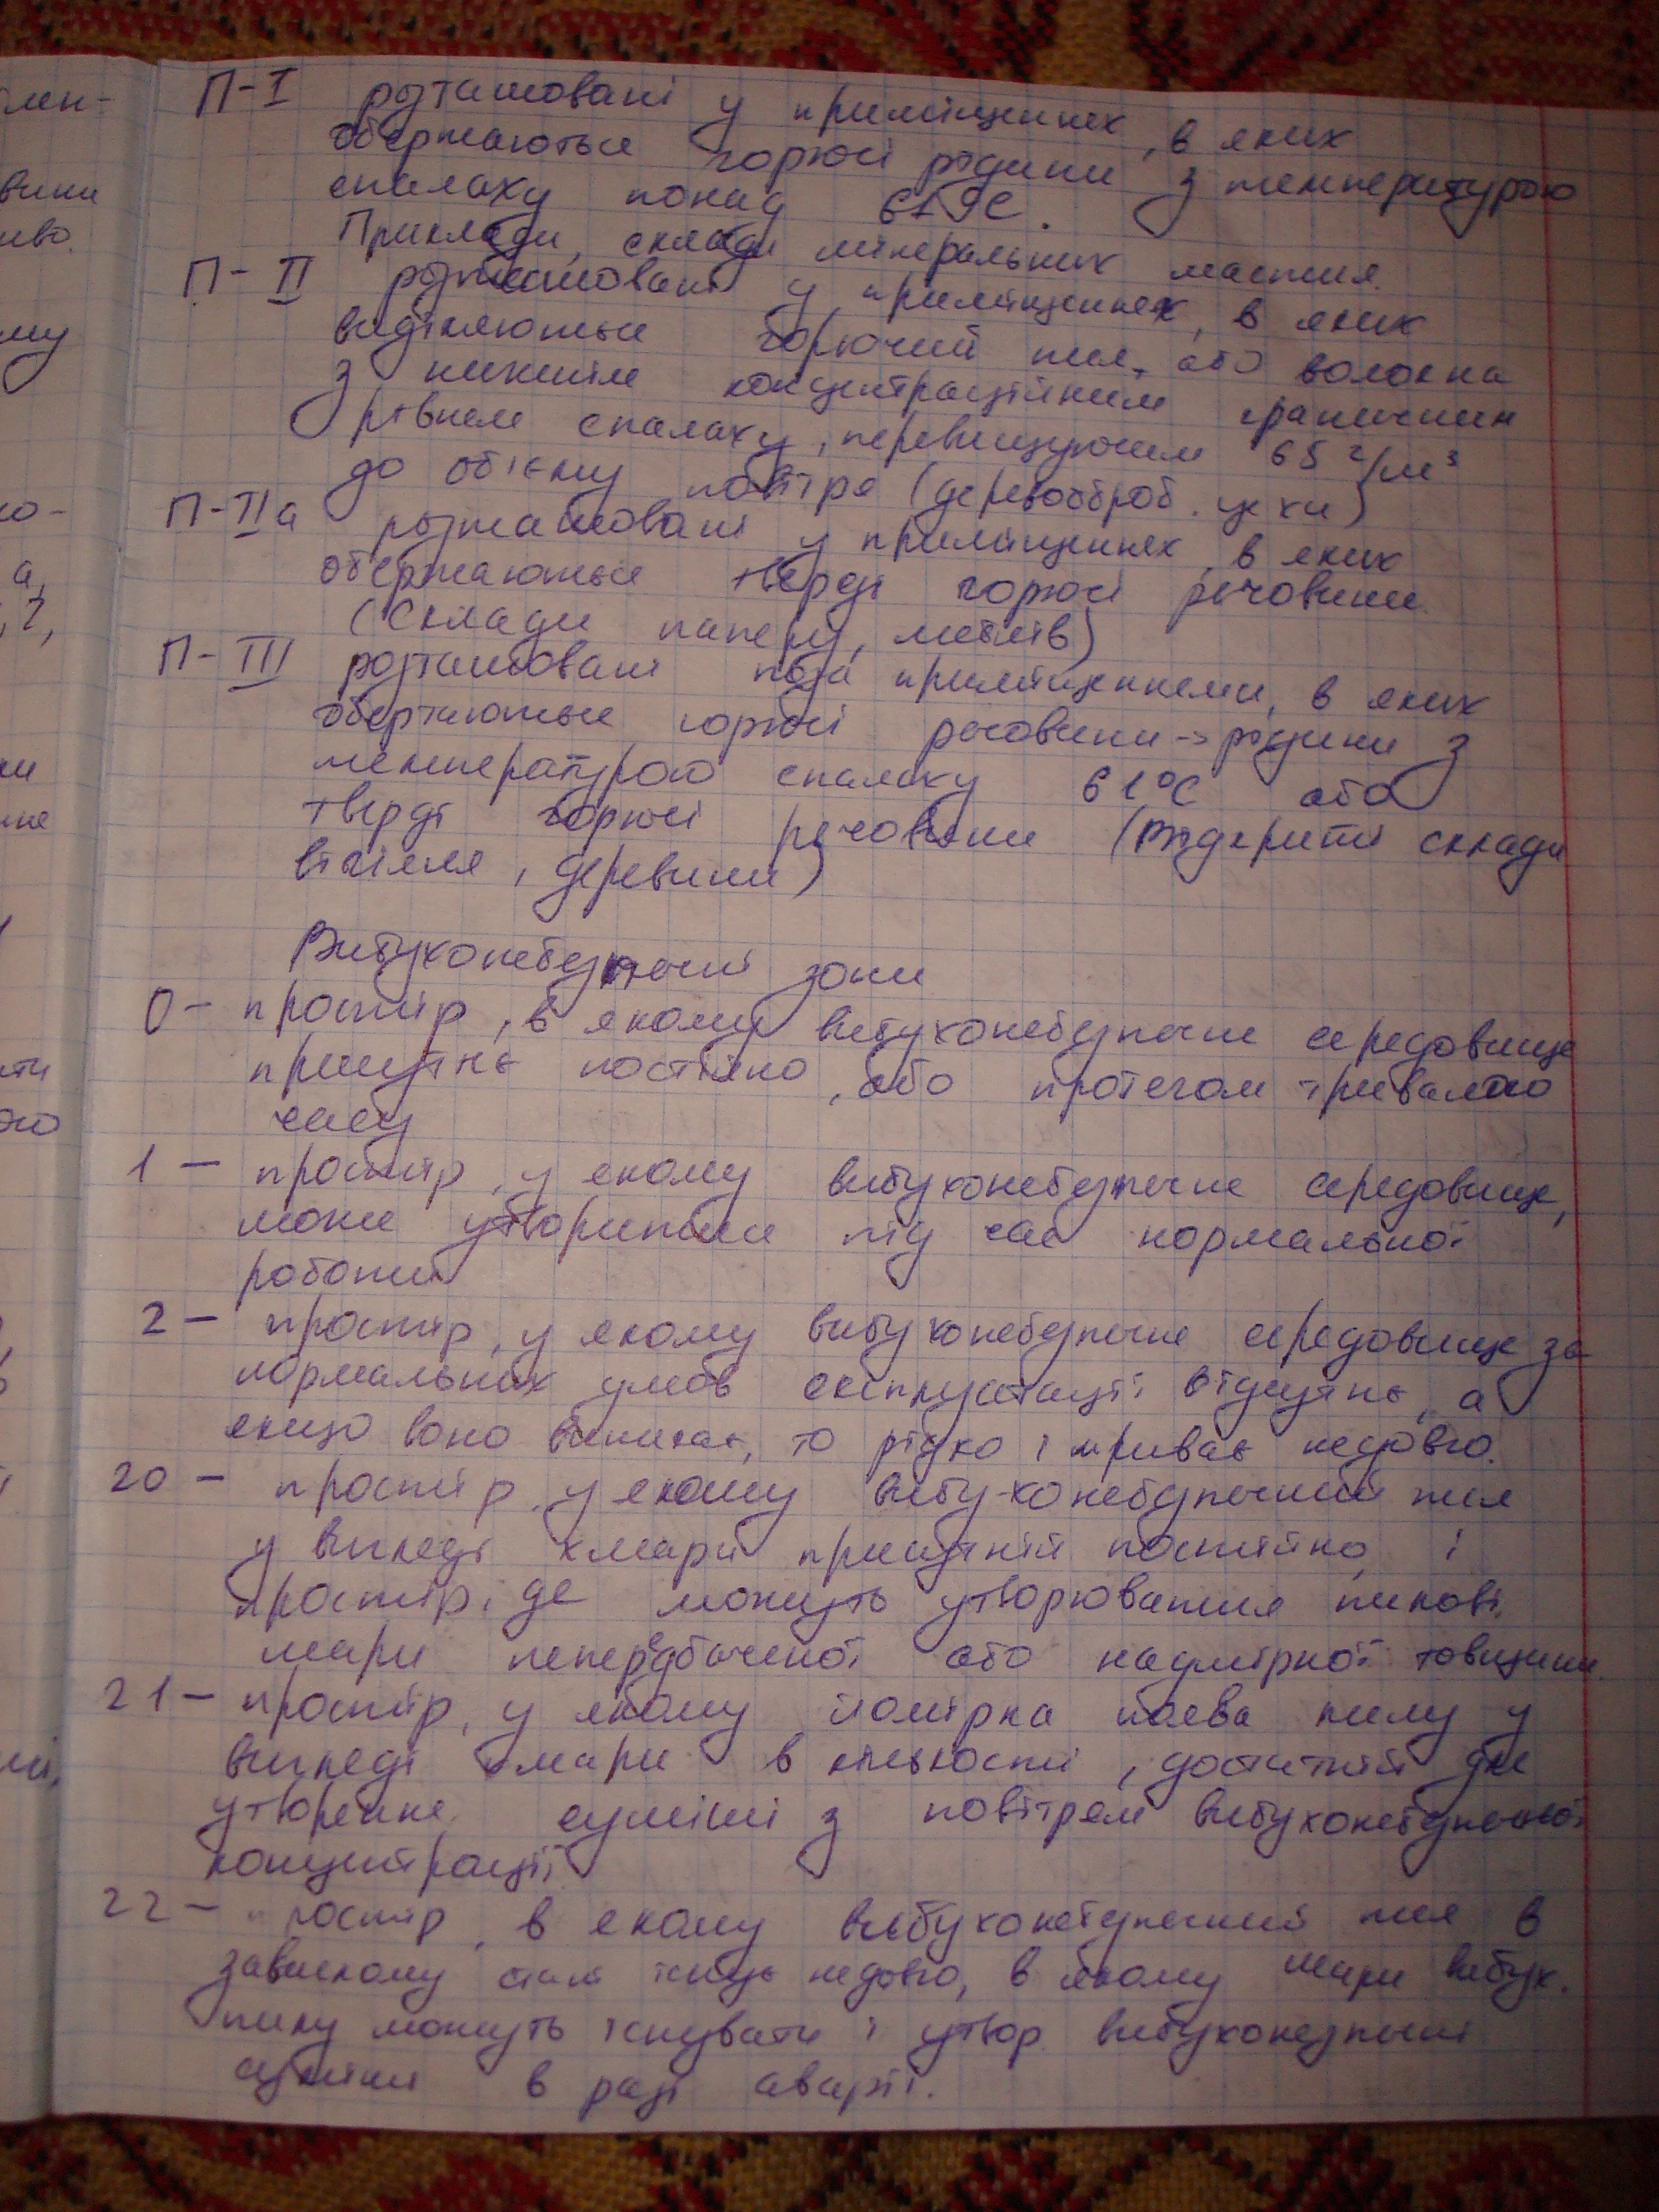 П-I розташовані у приміщеннях, в яких
обертаються горючі рідини з температурою
спалаху понад 61°С.
Приклади, склади мінеральних мастил.
П-II розташовані у приміщеннях, в яких
виділяються горючий пил, або волокна
з нижнім концентраційним граничним
рівнем спалаху, перевищуючим 65 г/м³
до об'єму повітря (деревооброб. цехи)
П-IIа розташовані у приміщеннях, в яких
обертаються тверді горючі речовини.
(Склади паперу, меблів)
П-III розташовані поза приміщеннями, в яких
обертаються горючі речовини -> рідини з
температурою спалаху 61°С або
тверді горючі речовини (відкриті склади
вугілля, деревини)
Вибухонебезпечні зони
0 - простір, в якому вибухонебезпечне середовище
присутнє постійно, або протягом тривалого
часу
1 - простір, у якому вибухонебезпечне середовище,
може утворитися під час нормальної
роботи
2 - простір, у якому вибухонебезпечне середовище за
нормальних умов експлуатації відсутнє, а
якщо воно виникає, то рідко і триває недовго.
20 - простір, у якому вибухонебезпечний пил
у вигляді хмари присутній постійно, і
простір, де можуть утворюватися пилові
шари непередбаченої або надмірної товщини.
21 - простір, у якому ймовірна поява пилу у
вигляді хмари в кількості, достатній для
утворення суміші з повітрям вибухонебезпечної
концентрації
22 - простір, в якому вибухонебезпечний пил в
завислому стані існує недовго, в якому шари вибух.
пилу можуть існувати і утвор. вибухонезпечні
суміші в разі аварії.